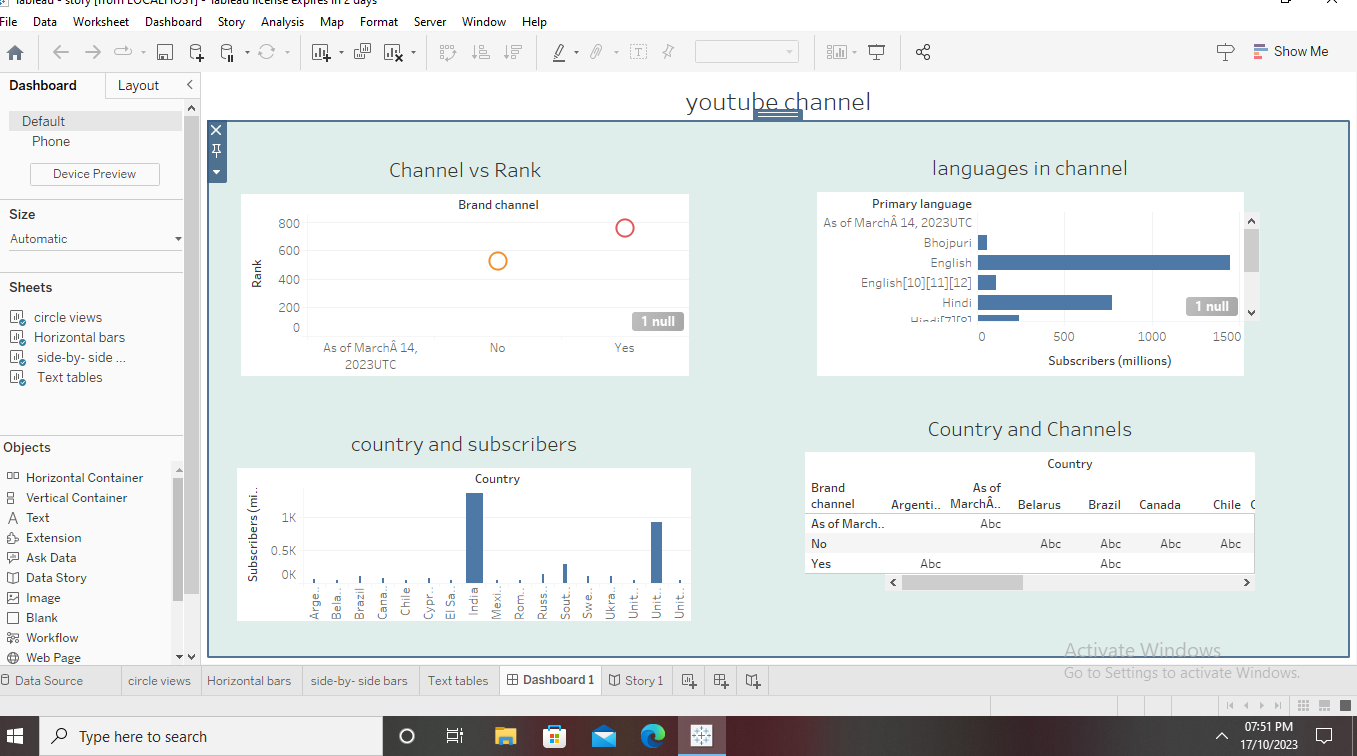 Tableau - story [from LOCALHOST] - Tableau license expires in 2 days
File Data Worksheet Dashboard Story Analysis Map Format Server Window Help
Show Me
Dashboard Layout
Default
Phone
Device Preview
Size
Automatic
Sheets
circle views
Horizontal bars
side-by- side ...
Text tables
Objects
Horizontal Container
Vertical Container
Text
Extension
Ask Data
Data Story
Image
Blank
Workflow
Web Page
youtube channel
Channel vs Rank
Brand channel
Rank
800
600
400
200
0
1 null
As of MarchÂ 14,
2023UTC
No
Yes
languages in channel
Primary language
As of MarchÂ 14, 2023UTC
Bhojpuri
English
English[10][11][12]
Hindi
Hindi[7][8]
1 null
0 500 1000 1500
Subscribers (millions)
country and subscribers
Country
Subscribers (mi..
1K
0.5K
0K
Arge..
Bela..
Brazil
Cana..
Chile
Cypr..
El Sa..
India
Mexi..
Rom..
Russ..
Sout..
Swe..
Ukra..
Unit..
Unit..
Unit..
Country and Channels
Country
Brand
channel
Argenti..
As of
MarchÂ..
Belarus Brazil Canada Chile C
As of March.. Abc
No Abc Abc Abc Abc
Yes Abc Abc
Activate Windows
Go to Settings to activate Windows.
Data Source circle views Horizontal bars side-by- side bars Text tables Dashboard 1 Story 1
Type here to search
07:51 PM
17/10/2023